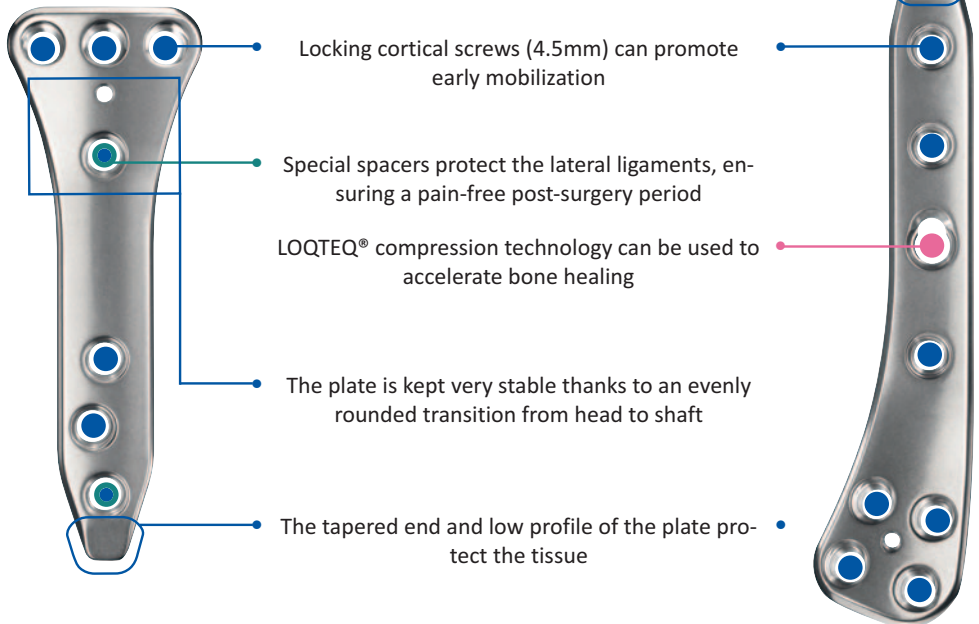 Locking cortical screws (4.5mm) can promote
early mobilization
Special spacers protect the lateral ligaments, en-
suring a pain-free post-surgery period
LOQTEQ® compression technology can be used to
accelerate bone healing
The plate is kept very stable thanks to an evenly
rounded transition from head to shaft
The tapered end and low profile of the plate pro-
tect the tissue